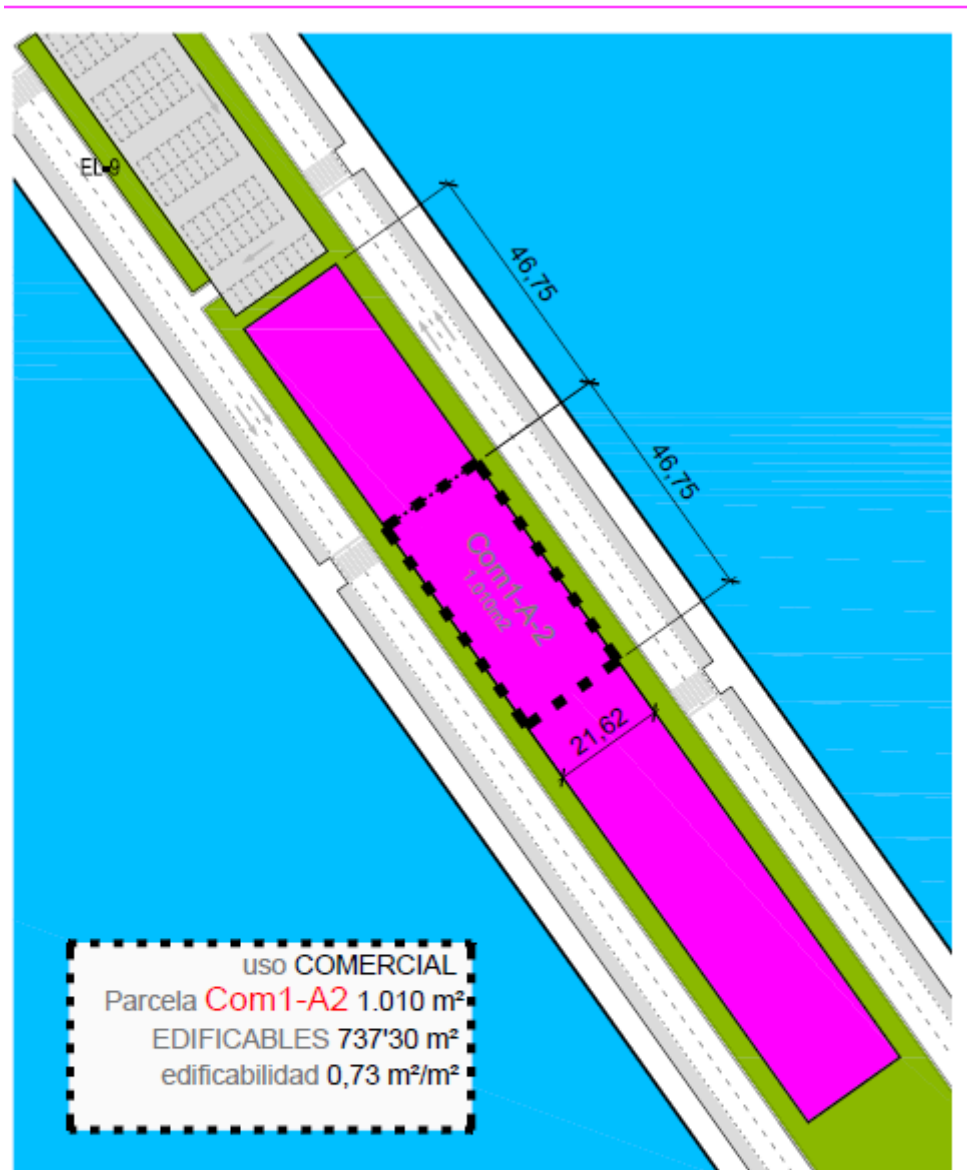 EL-9
46,75
46,75
Com1-A-2
1.010m2
21,62
uso COMERCIAL
Parcela Com1-A2 1.010 m²
EDIFICABLES 737'30 m²
edificabilidad 0,73 m²/m²